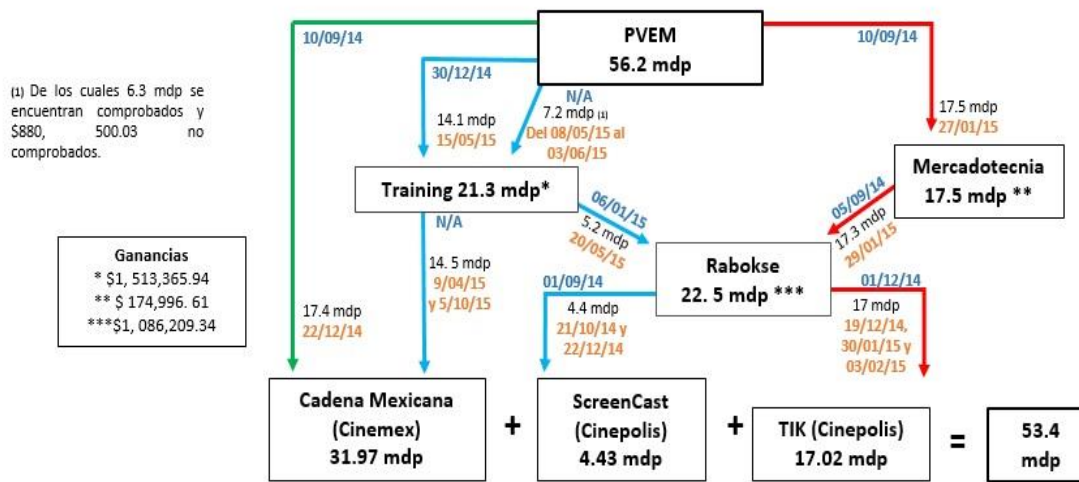 PVEM
56.2 mdp
10/09/14
10/09/14
30/12/14
N/A
(1) De los cuales 6.3 mdp se
encuentran comprobados y
$880, 500.03 no
comprobados.
14.1 mdp
15/05/15
7.2 mdp (1)
Del 08/05/15 al
03/06/15
17.5 mdp
27/01/15
Training 21.3 mdp*
Mercadotecnia
17.5 mdp **
N/A
06/01/15
5.2 mdp
20/05/15
05/09/14
17.3 mdp
29/01/15
Ganancias
* $1, 513,365.94
** $ 174,996. 61
***$1, 086,209.34
14. 5 mdp
9/04/15
y 5/10/15
Rabokse
22. 5 mdp ***
17.4 mdp
22/12/14
01/09/14
4.4 mdp
21/10/14 y
22/12/14
01/12/14
17 mdp
19/12/14,
30/01/15 y
03/02/15
Cadena Mexicana
(Cinemex)
31.97 mdp
+
ScreenCast
(Cinepolis)
4.43 mdp
+
TIK (Cinepolis)
17.02 mdp
=
53.4
mdp